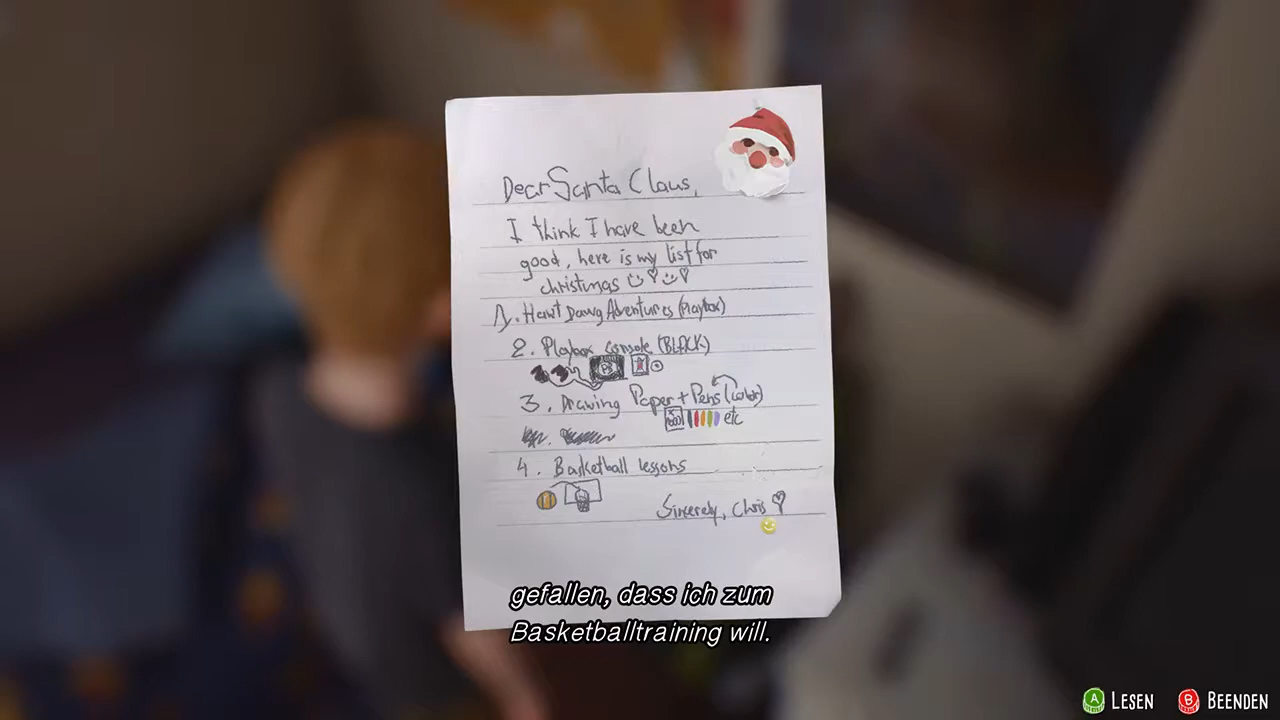 Dear Santa Claus,
I think I have been
good, here is my list for
christmas
1. Hawt Dawg Adventures (Playbox)
2. Playbox console (BLACK)
3. Drawing Paper + Pens (color)
etc
4. Basketball lessons
Sincerely, Chris
gefallen, dass ich zum
Basketballtraining will.
A LESEN B BEENDEN